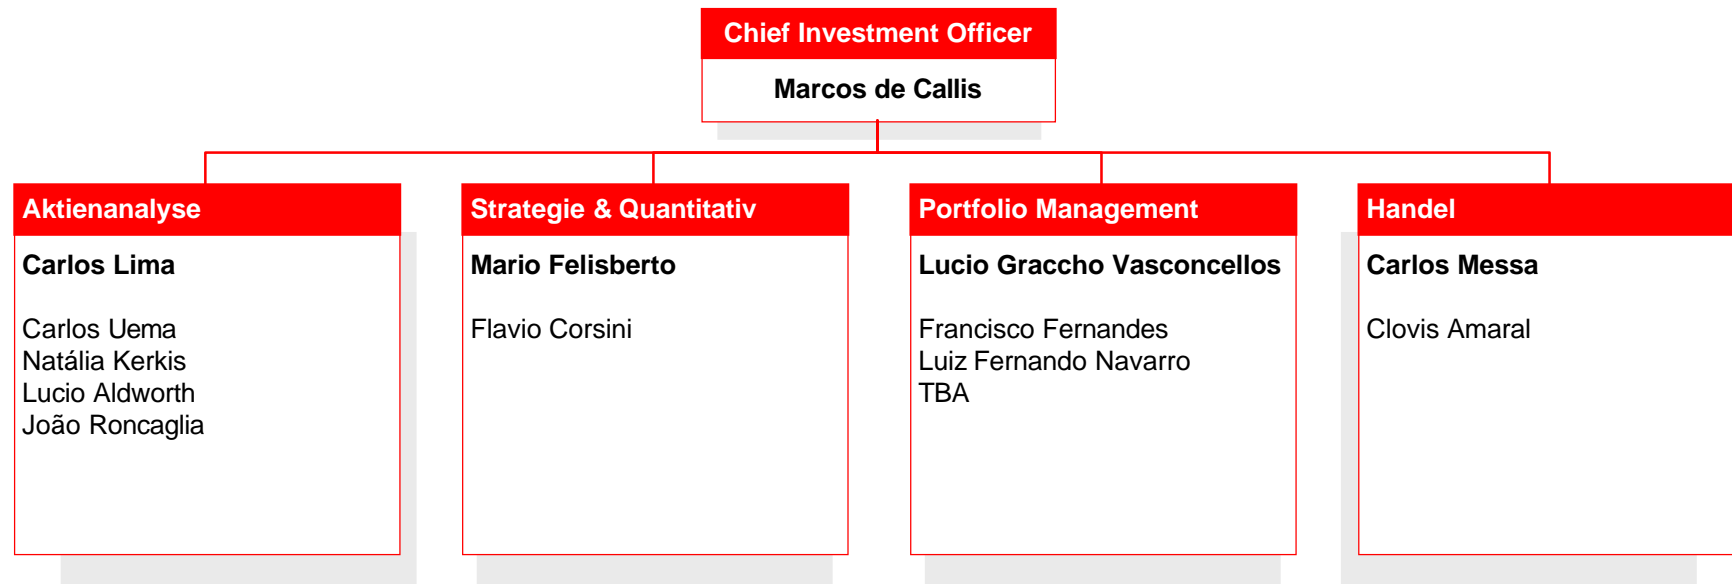 Chief Investment Officer
Marcos de Callis
Aktienanalyse
Carlos Lima
Carlos Uema
Natália Kerkis
Lucio Aldworth
João Roncaglia
Strategie & Quantitativ
Mario Felisberto
Flavio Corsini
Portfolio Management
Lucio Graccho Vasconcellos
Francisco Fernandes
Luiz Fernando Navarro
TBA
Handel
Carlos Messa
Clovis Amaral